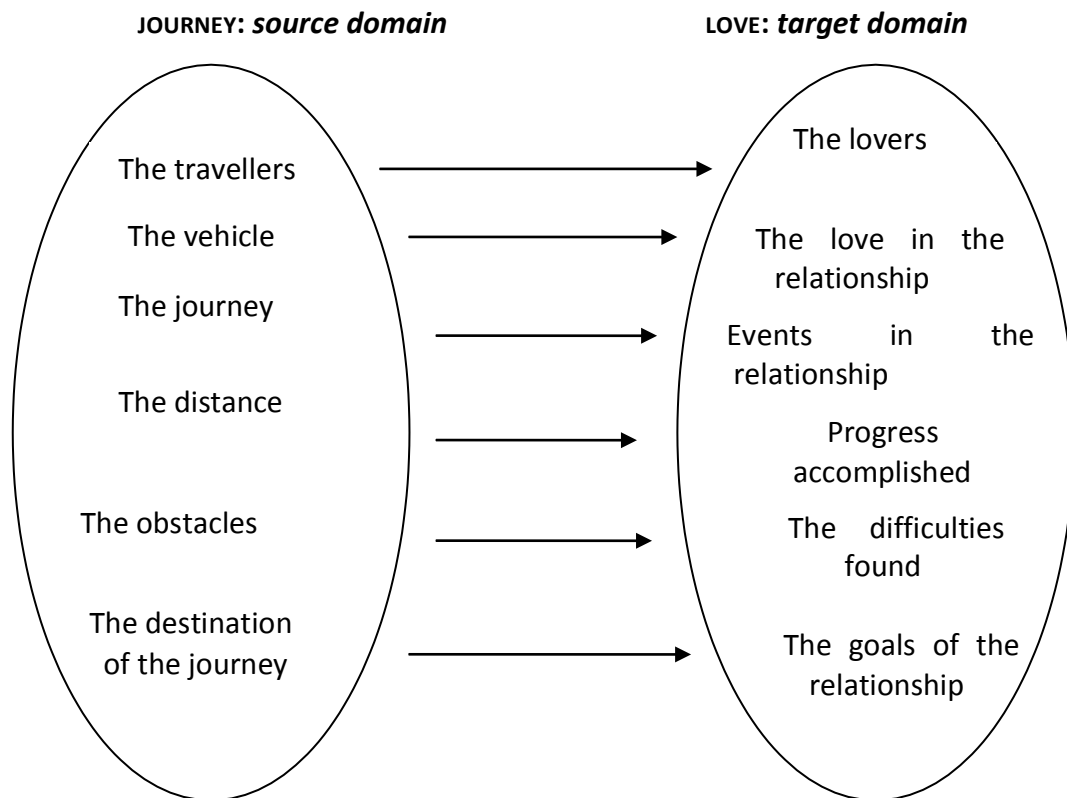 JOURNEY: source domain
LOVE: target domain
The travellers
The lovers
The vehicle
The love in the
relationship
The journey
Events in the
relationship
The distance
Progress
accomplished
The obstacles
The difficulties
found
The destination
of the journey
The goals of the
relationship